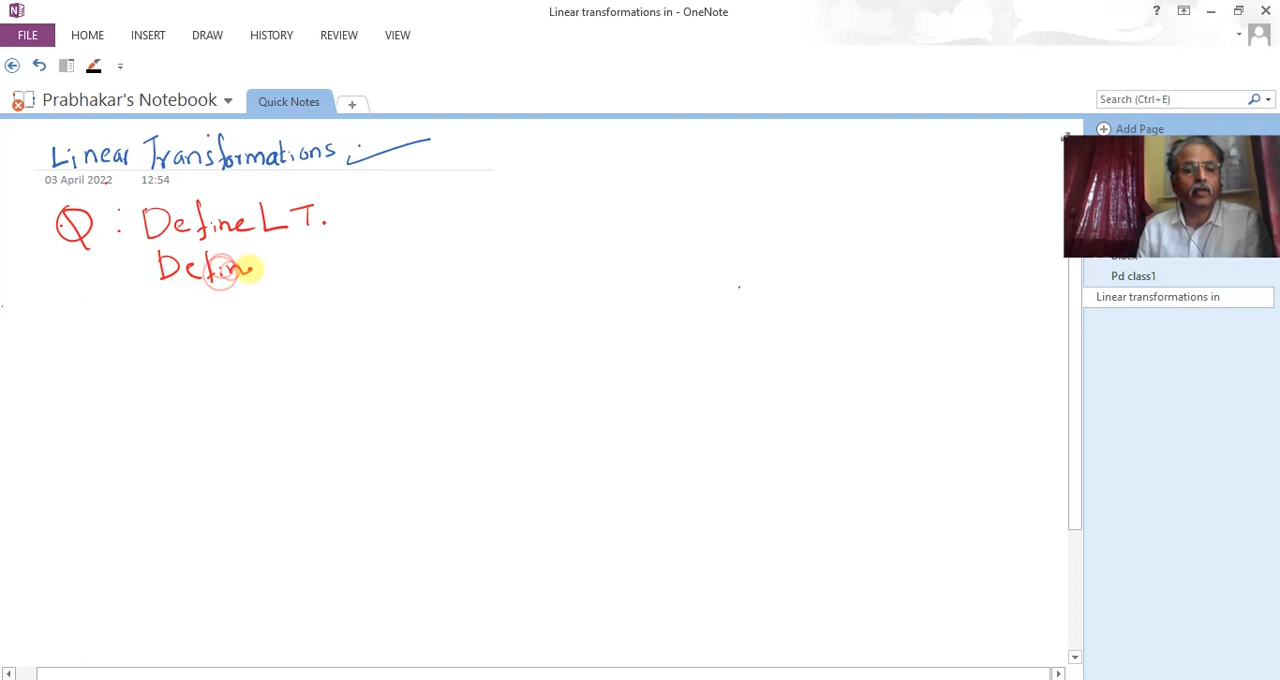 Linear transformations in - OneNote
FILE HOME INSERT DRAW HISTORY REVIEW VIEW
Prabhakar's Notebook Quick Notes
Search (Ctrl+E)
Add Page
Linear Transformations :
03 April 2022 12:54
Q : Define L T.
Defin
Pd class1
Linear transformations in